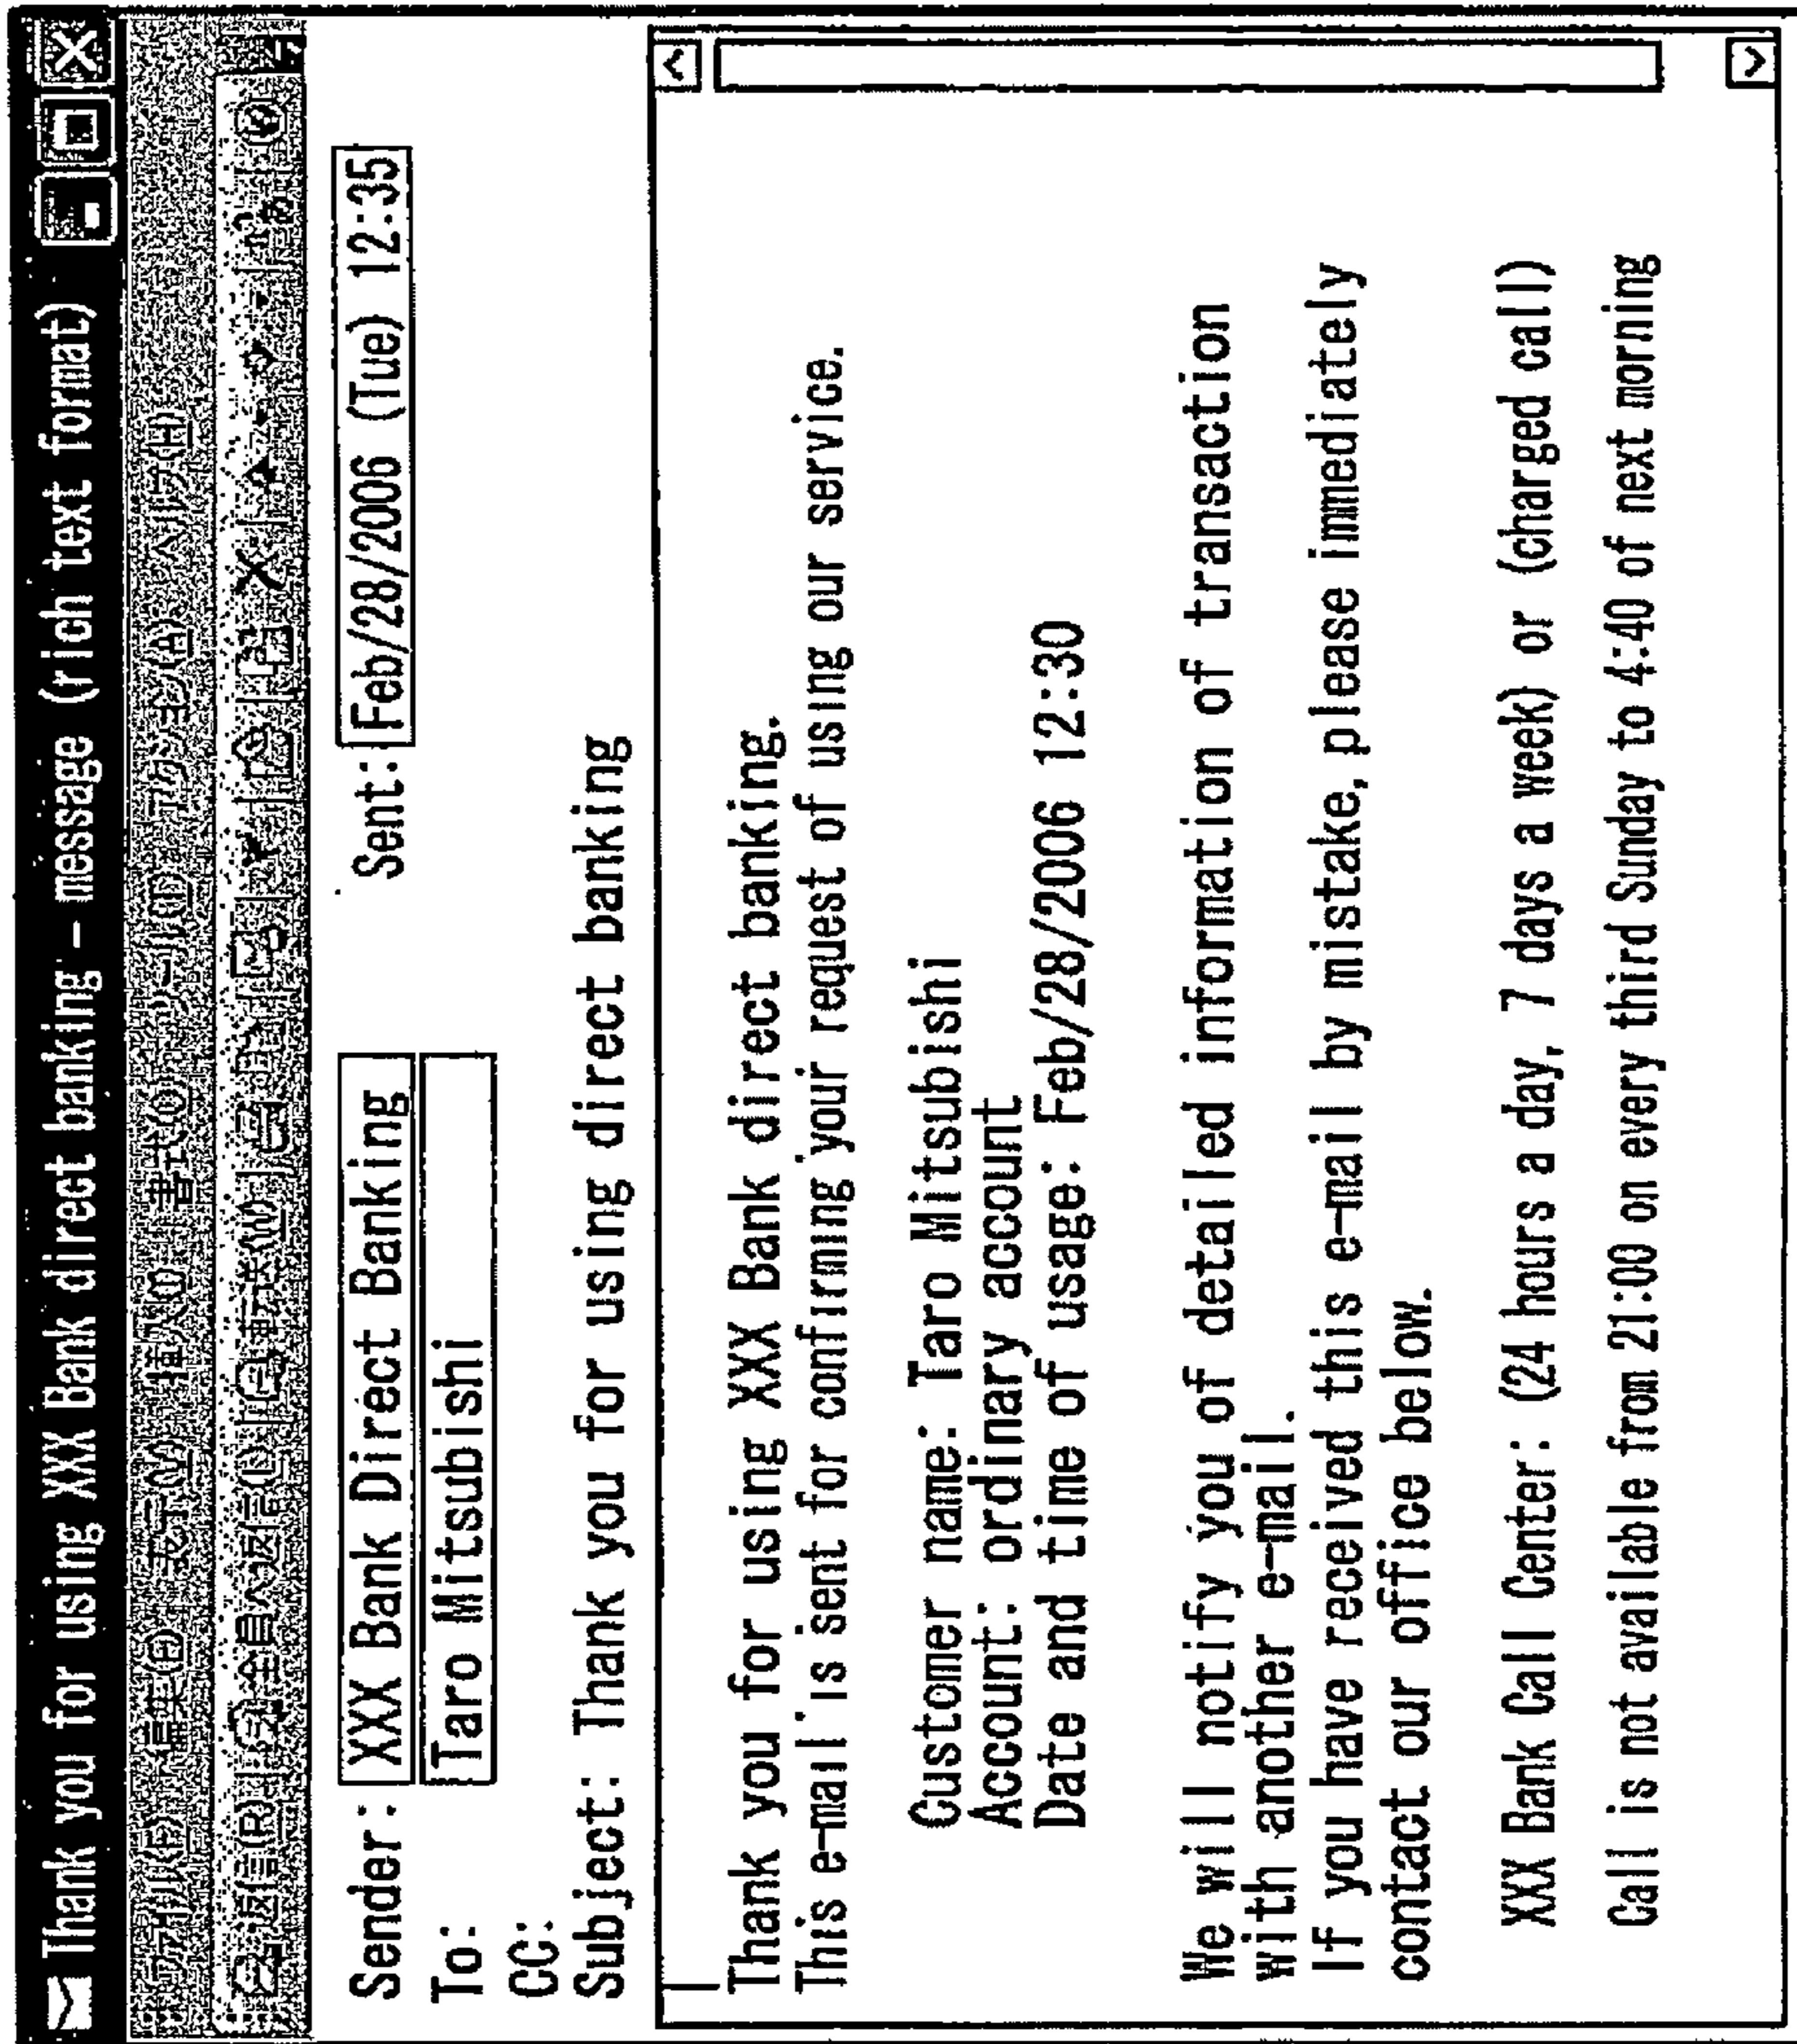 Thank you for using XXX Bank direct banking - message (rich text format)
Sender: XXX Bank Direct Banking Sent: Feb/28/2006 (Tue) 12:35
To: Taro Mitsubishi
CC:
Subject: Thank you for using direct banking
Thank you for using XXX Bank direct banking.
This e-mail is sent for confirming your request of using our service.
Customer name: Taro Mitsubishi
Account: ordinary account
Date and time of usage: Feb/28/2006 12:30
We will notify you of detailed information of transaction
with another e-mail.
If you have received this e-mail by mistake, please immediately
contact our office below.
XXX Bank Call Center: (24 hours a day, 7 days a week) or (charged call)
Call is not available from 21:00 on every third Sunday to 4:40 of next morning